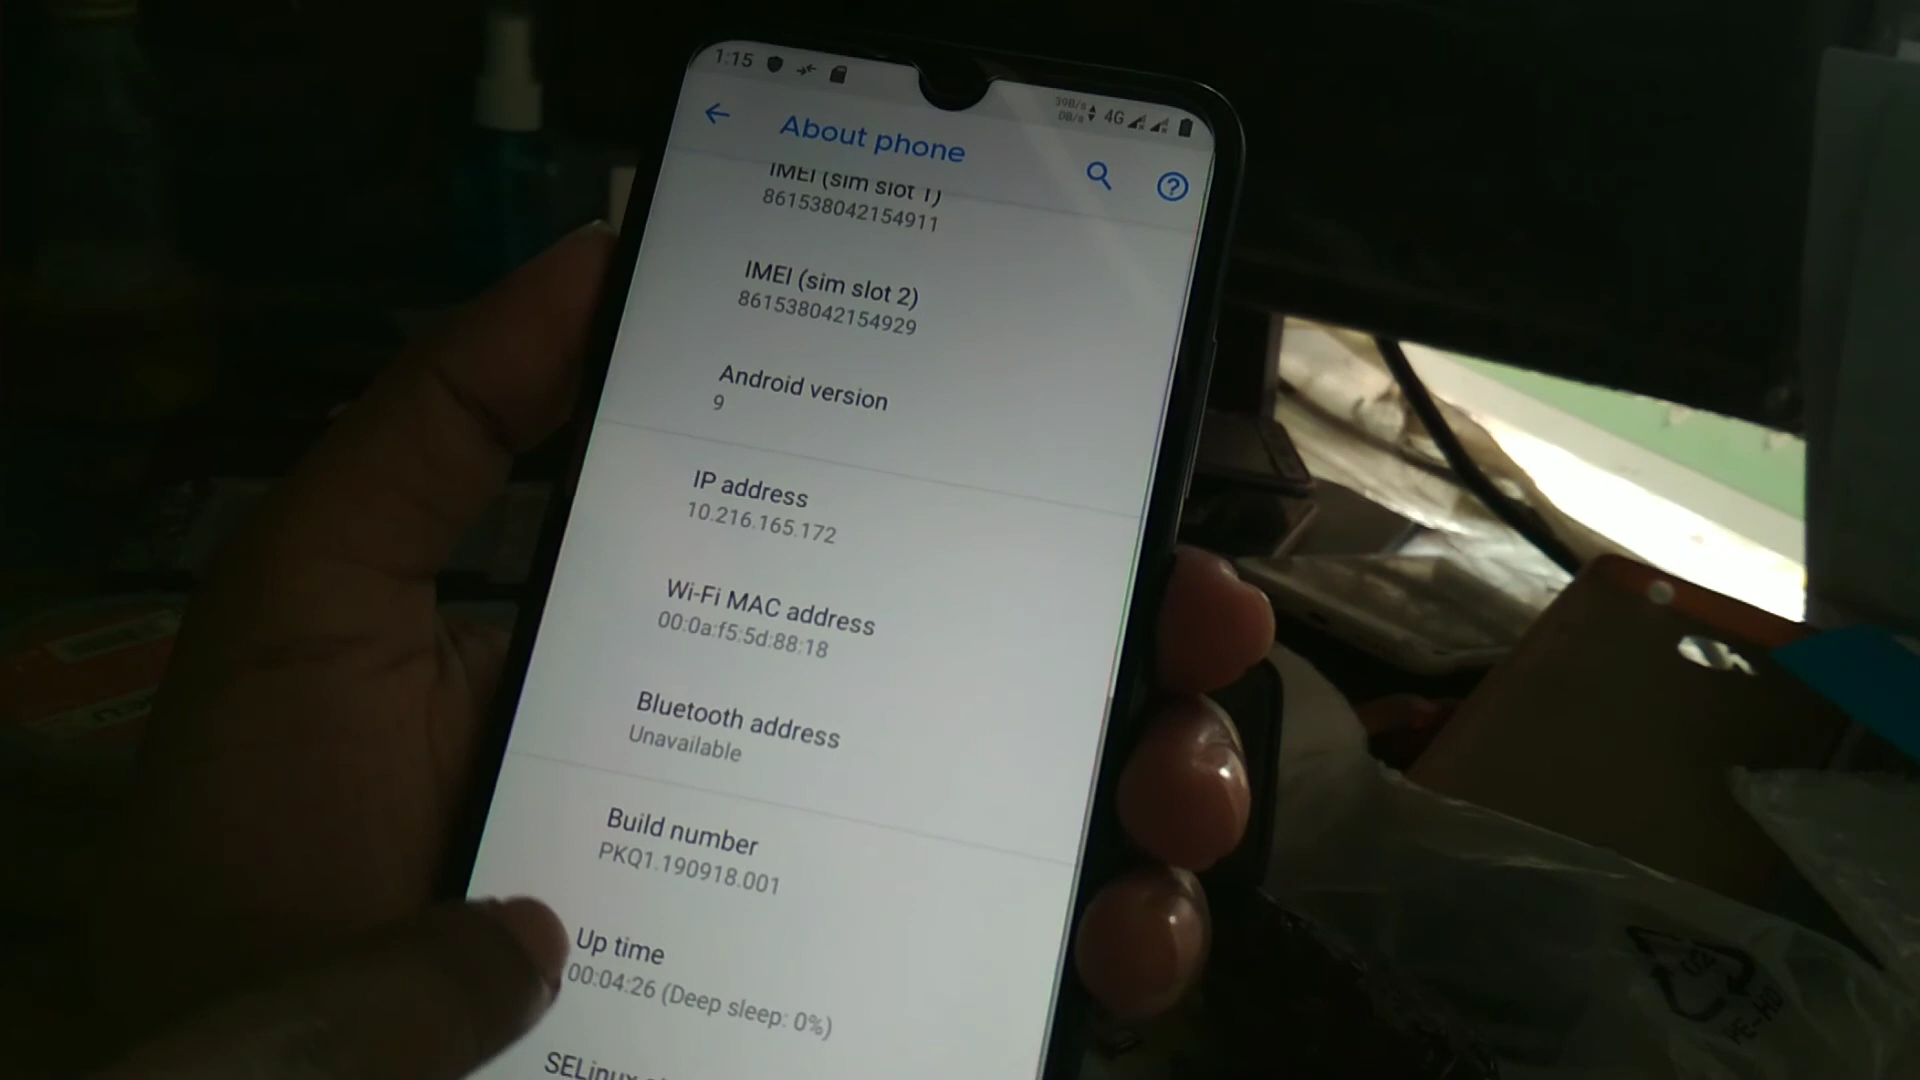 1:15
39B/s
0B/s
4G
About phone
IMEI (sim slot 1)
861538042154911
IMEI (sim slot 2)
861538042154929
Android version
9
IP address
10.216.165.172
Wi-Fi MAC address
00:0a:f5:5d:88:18
Bluetooth address
Unavailable
Build number
PKQ1.190918.001
Up time
00:04:26 (Deep sleep: 0%)
SELinux